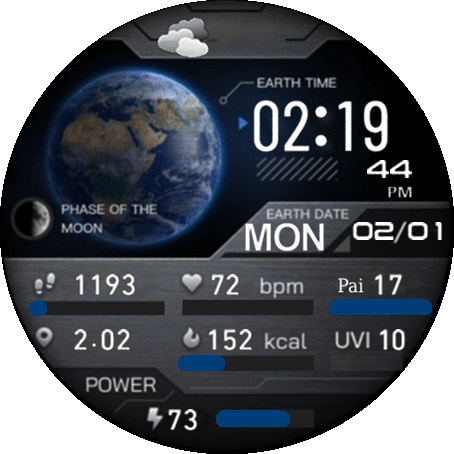 EARTH TIME
02:19
44
PM
PHASE OF THE
MOON
EARTH DATE
MON 02/01
1193 72 bpm Pai 17
2.02 152 kcal UVI 10
POWER
73